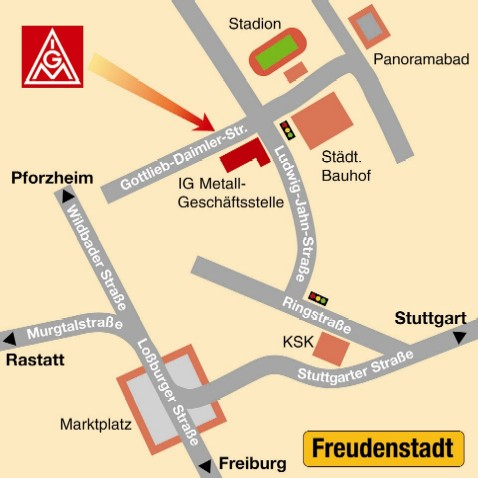 IGM
Stadion
Panoramabad
Gottlieb-Daimler-Str.
Städt.
Bauhof
IG Metall-
Geschäftsstelle
Ludwig-Jahn-Straße
Pforzheim
Wildbader Straße
Ringstraße
Murgtalstraße
Rastatt
KSK
Stuttgart
Stuttgarter Straße
Loßburger Straße
Marktplatz
Freiburg
Freudenstadt